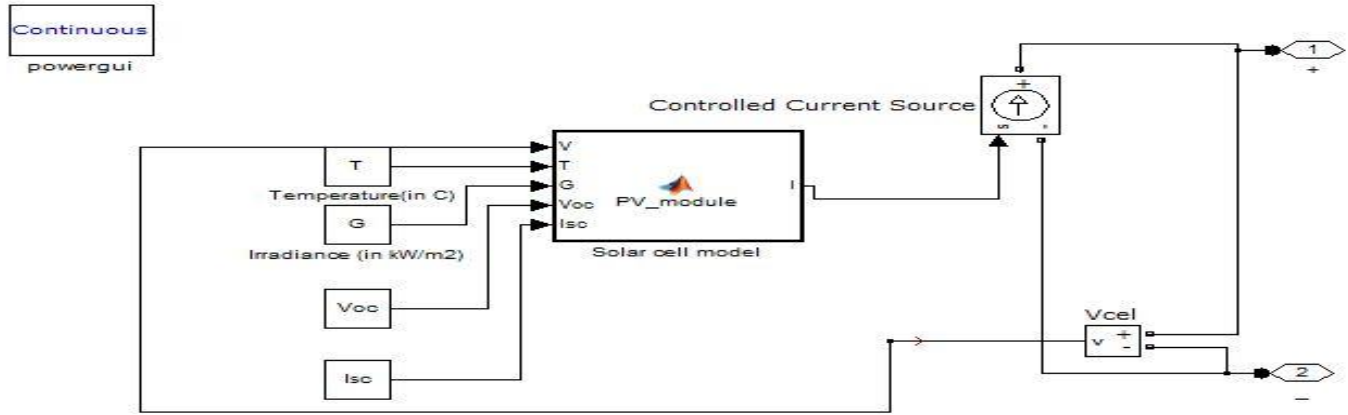 Continuous
powergui
1
+
Controlled Current Source
+
s
-
V
T
G
Voc
Isc
PV_module
I
Solar cell model
T
Temperature(in C)
G
Irradiance (in kW/m2)
Voc
Isc
Vcel
v
+
-
2
-